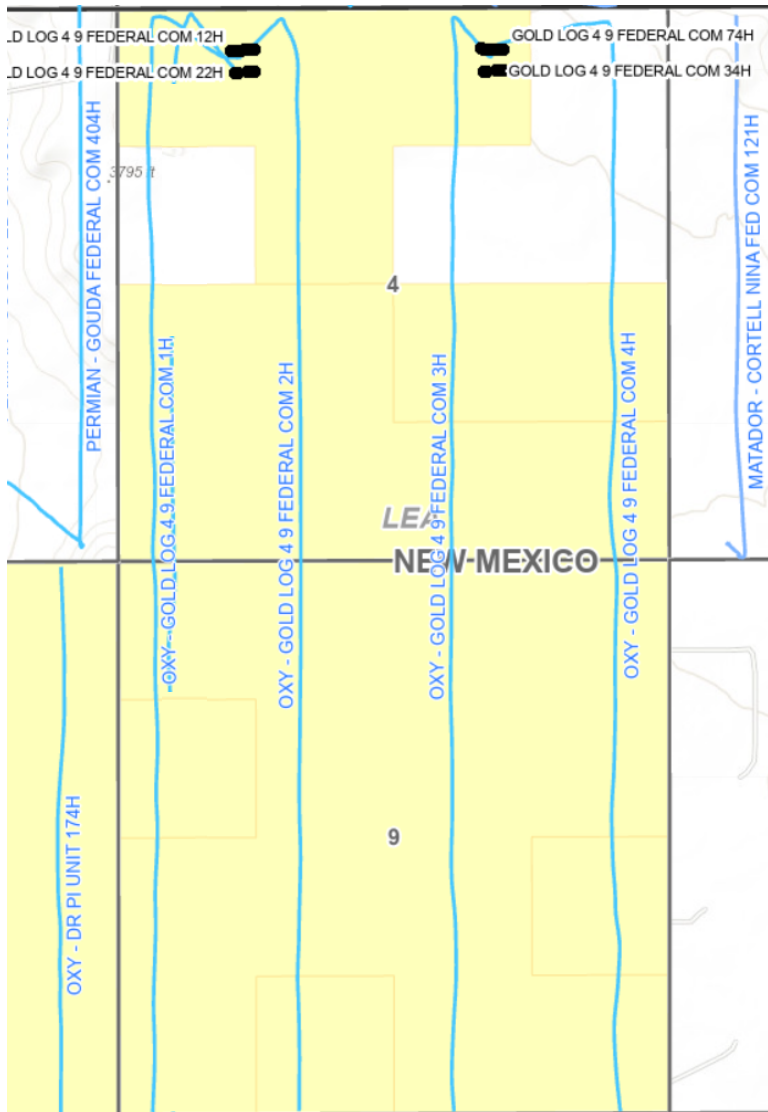 LD LOG 4 9 FEDERAL COM 12H
GOLD LOG 4 9 FEDERAL COM 74H
LD LOG 4 9 FEDERAL COM 22H
GOLD LOG 4 9 FEDERAL COM 34H
PERMIAN - GOUDA FEDERAL COM 404H
3795 ft
MATADOR - CORTELL NINA FED COM 121H
4
OXY - GOLD LOG 4 9 FEDERAL COM 1H
OXY - GOLD LOG 4 9 FEDERAL COM 2H
OXY - GOLD LOG 4 9 FEDERAL COM 3H
OXY - GOLD LOG 4 9 FEDERAL COM 4H
LEA
NEW MEXICO
OXY - DR PI UNIT 174H
9